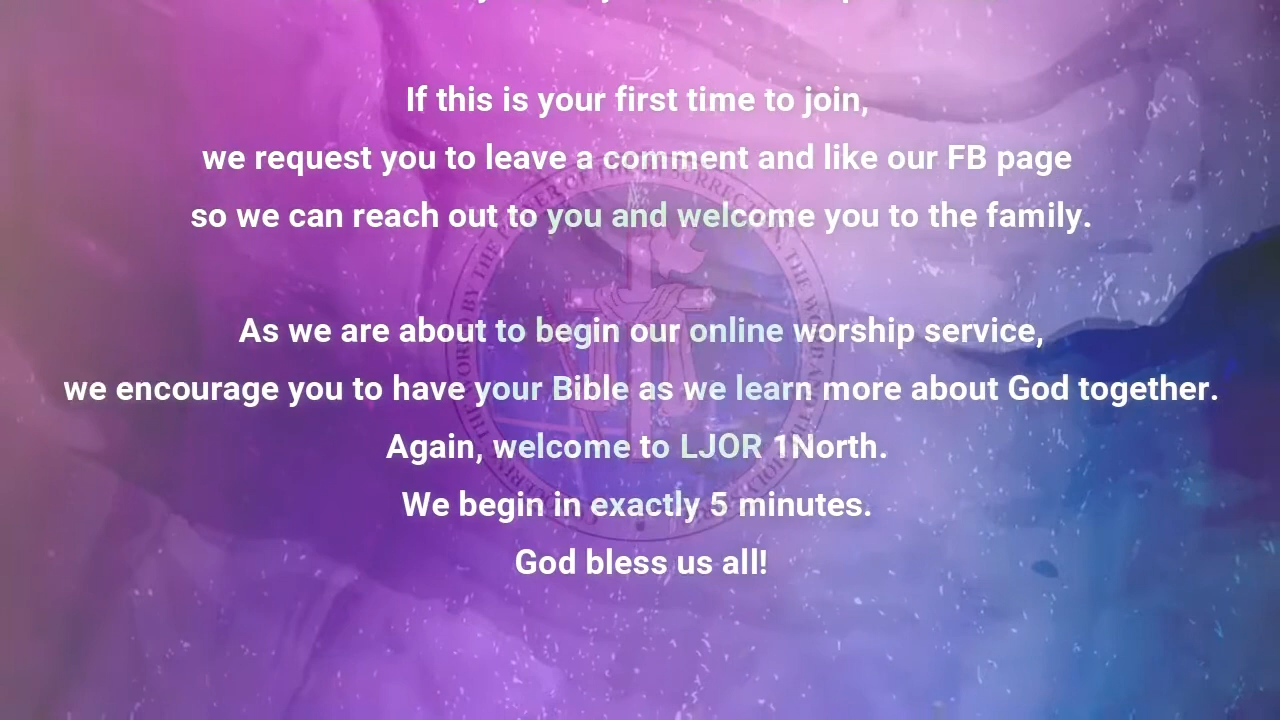 If this is your first time to join,
we request you to leave a comment and like our FB page
so we can reach out to you and welcome you to the family.
As we are about to begin our online worship service,
we encourage you to have your Bible as we learn more about God together.
Again, welcome to LJOR 1North.
We begin in exactly 5 minutes.
God bless us all!